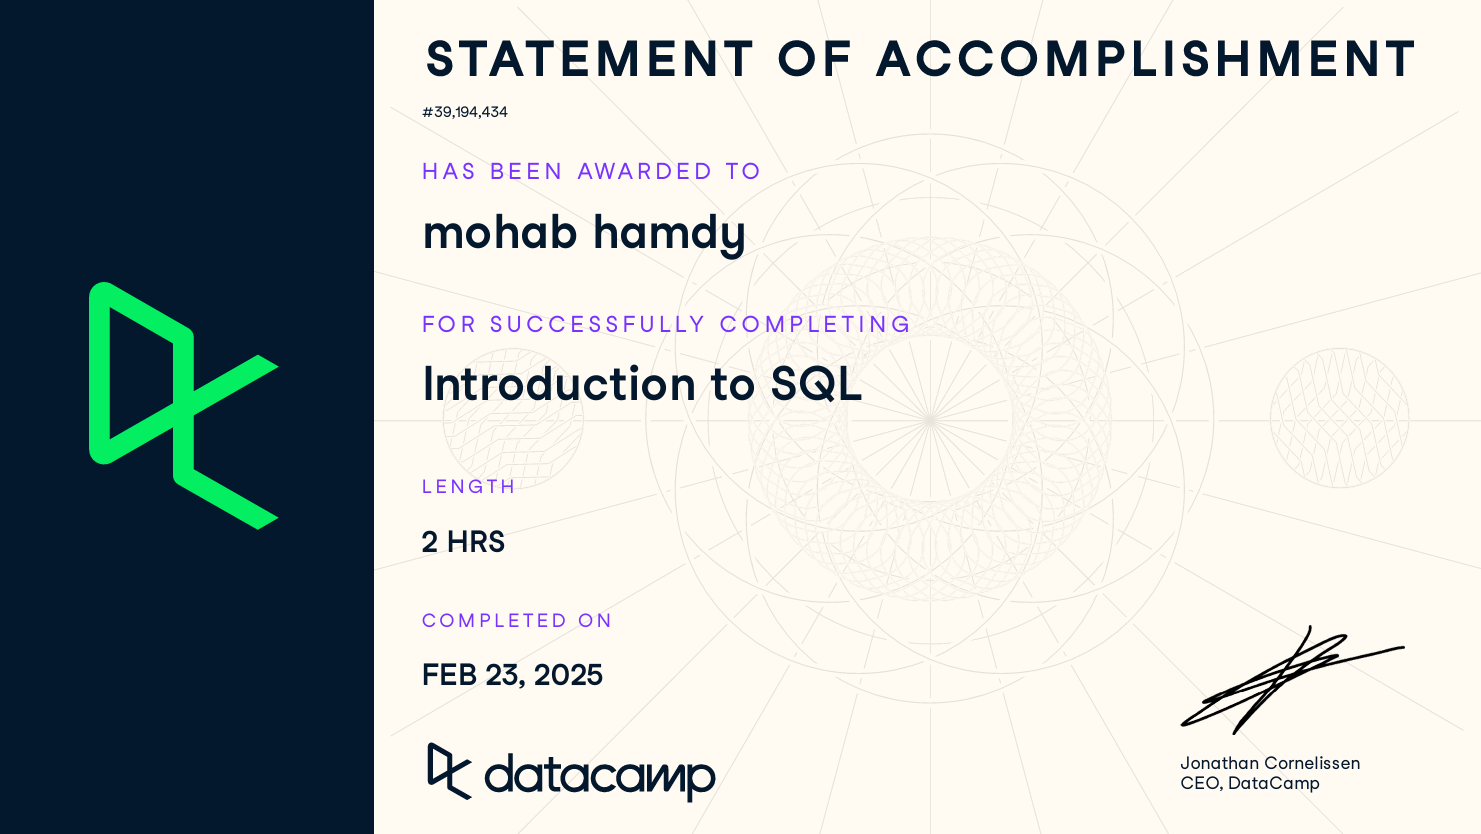 STATEMENT OF ACCOMPLISHMENT
#39,194,434
HAS BEEN AWARDED TO
mohab hamdy
FOR SUCCESSFULLY COMPLETING
Introduction to SQL
LENGTH
2 HRS
COMPLETED ON
FEB 23, 2025
datacamp
Jonathan Cornelissen
CEO, DataCamp